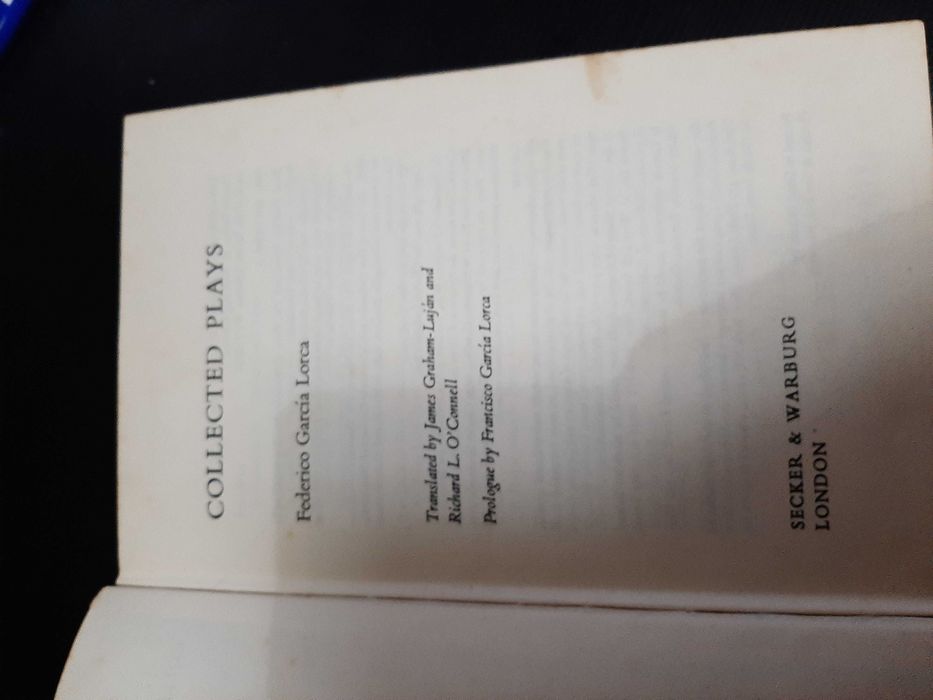 COLLECTED PLAYS
Federico García Lorca
Translated by James Graham-Luján and
Richard L. O'Connell
Prologue by Francisco García Lorca
SECKER & WARBURG
LONDON